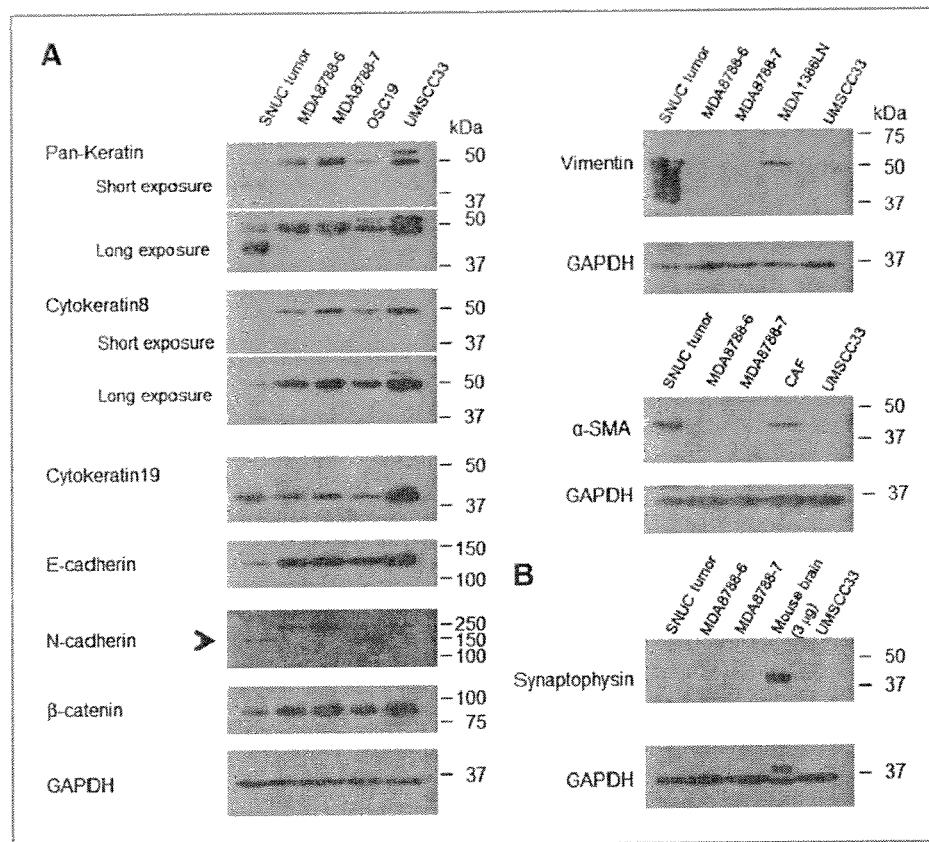 A
SNUC tumor
MDA8788-6
MDA8788-7
OSC19
UMSCC33
kDa
Pan-Keratin
Short exposure
50
37
Long exposure
50
37
Cytokeratin8
Short exposure
50
37
Long exposure
50
37
Cytokeratin19
50
37
E-cadherin
150
100
N-cadherin
250
150
100
β-catenin
100
75
GAPDH
37
SNUC tumor
MDA8788-6
MDA8788-7
MDA1386LN
UMSCC33
kDa
Vimentin
75
50
37
GAPDH
37
SNUC tumor
MDA8788-6
MDA8788-7
CAF
UMSCC33
α-SMA
50
37
GAPDH
37
B
SNUC tumor
MDA8788-6
MDA8788-7
Mouse brain
(3 μg)
UMSCC33
Synaptophysin
50
37
GAPDH
37